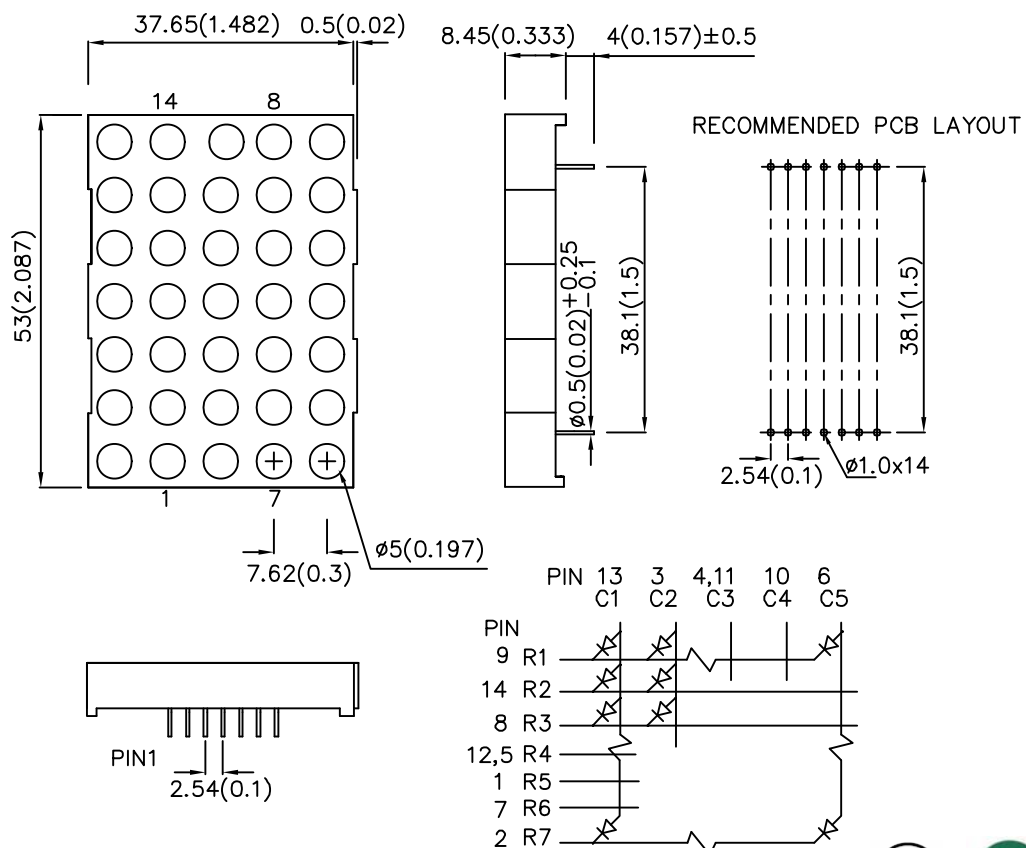 37.65(1.482) 0.5(0.02)
8.45(0.333) 4(0.157)±0.5
14 8
RECOMMENDED PCB LAYOUT
53(2.087)
ø0.5(0.02)+0.25
−0.1
38.1(1.5)
38.1(1.5)
2.54(0.1) ø1.0x14
1 7
ø5(0.197)
7.62(0.3)
PIN 13 3 4,11 10 6
C1 C2 C3 C4 C5
PIN
9 R1
14 R2
8 R3
12,5 R4
1 R5
7 R6
2 R7
PIN1
2.54(0.1)